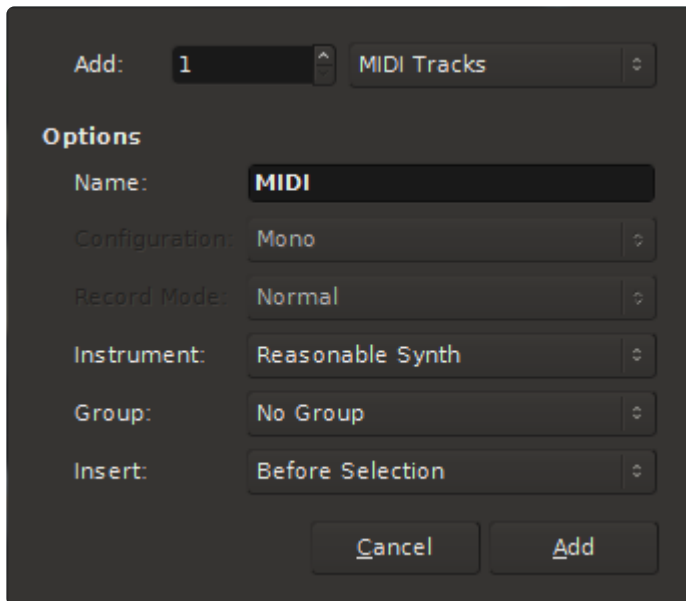 Add: 1 MIDI Tracks
Options
Name: MIDI
Configuration: Mono
Record Mode: Normal
Instrument: Reasonable Synth
Group: No Group
Insert: Before Selection
Cancel Add